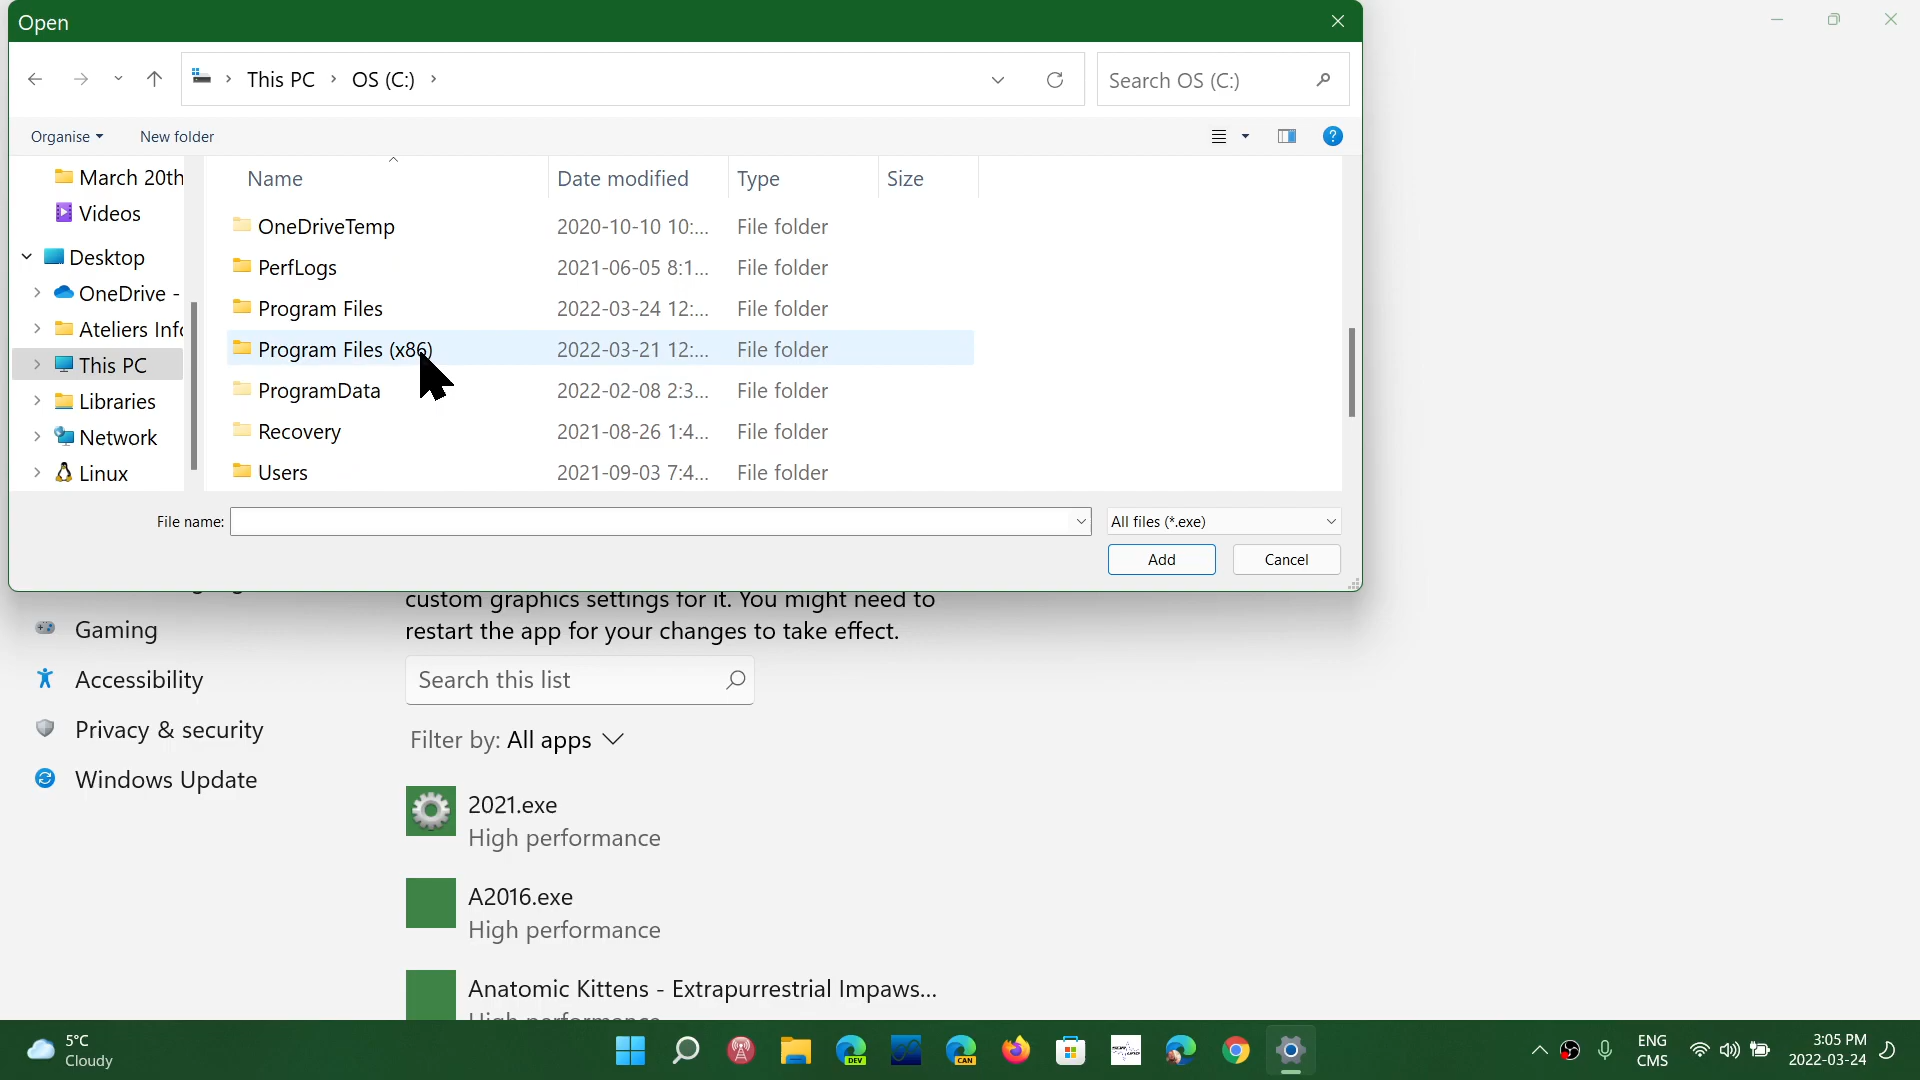 Open
This PC
OS (C:)
Search OS (C:)
Organise
New folder
Name
Date modified
Type
Size
March 20th
Videos
Desktop
OneDrive -
Ateliers Info
This PC
Libraries
Network
Linux
OneDriveTemp 2020-10-10 10:... File folder
PerfLogs 2021-06-05 8:1... File folder
Program Files 2022-03-24 12:... File folder
Program Files (x86) 2022-03-21 12:... File folder
ProgramData 2022-02-08 2:3... File folder
Recovery 2021-08-26 1:4... File folder
Users 2021-09-03 7:4... File folder
File name:
All files (*.exe)
Add
Cancel
Gaming
Accessibility
Privacy & security
Windows Update
custom graphics settings for it. You might need to
restart the app for your changes to take effect.
Search this list
Filter by: All apps
2021.exe
High performance
A2016.exe
High performance
Anatomic Kittens - Extrapurrestrial Impaws...
High performance
5°C
Cloudy
DEV
CAN
ENG
CMS
3:05 PM
2022-03-24